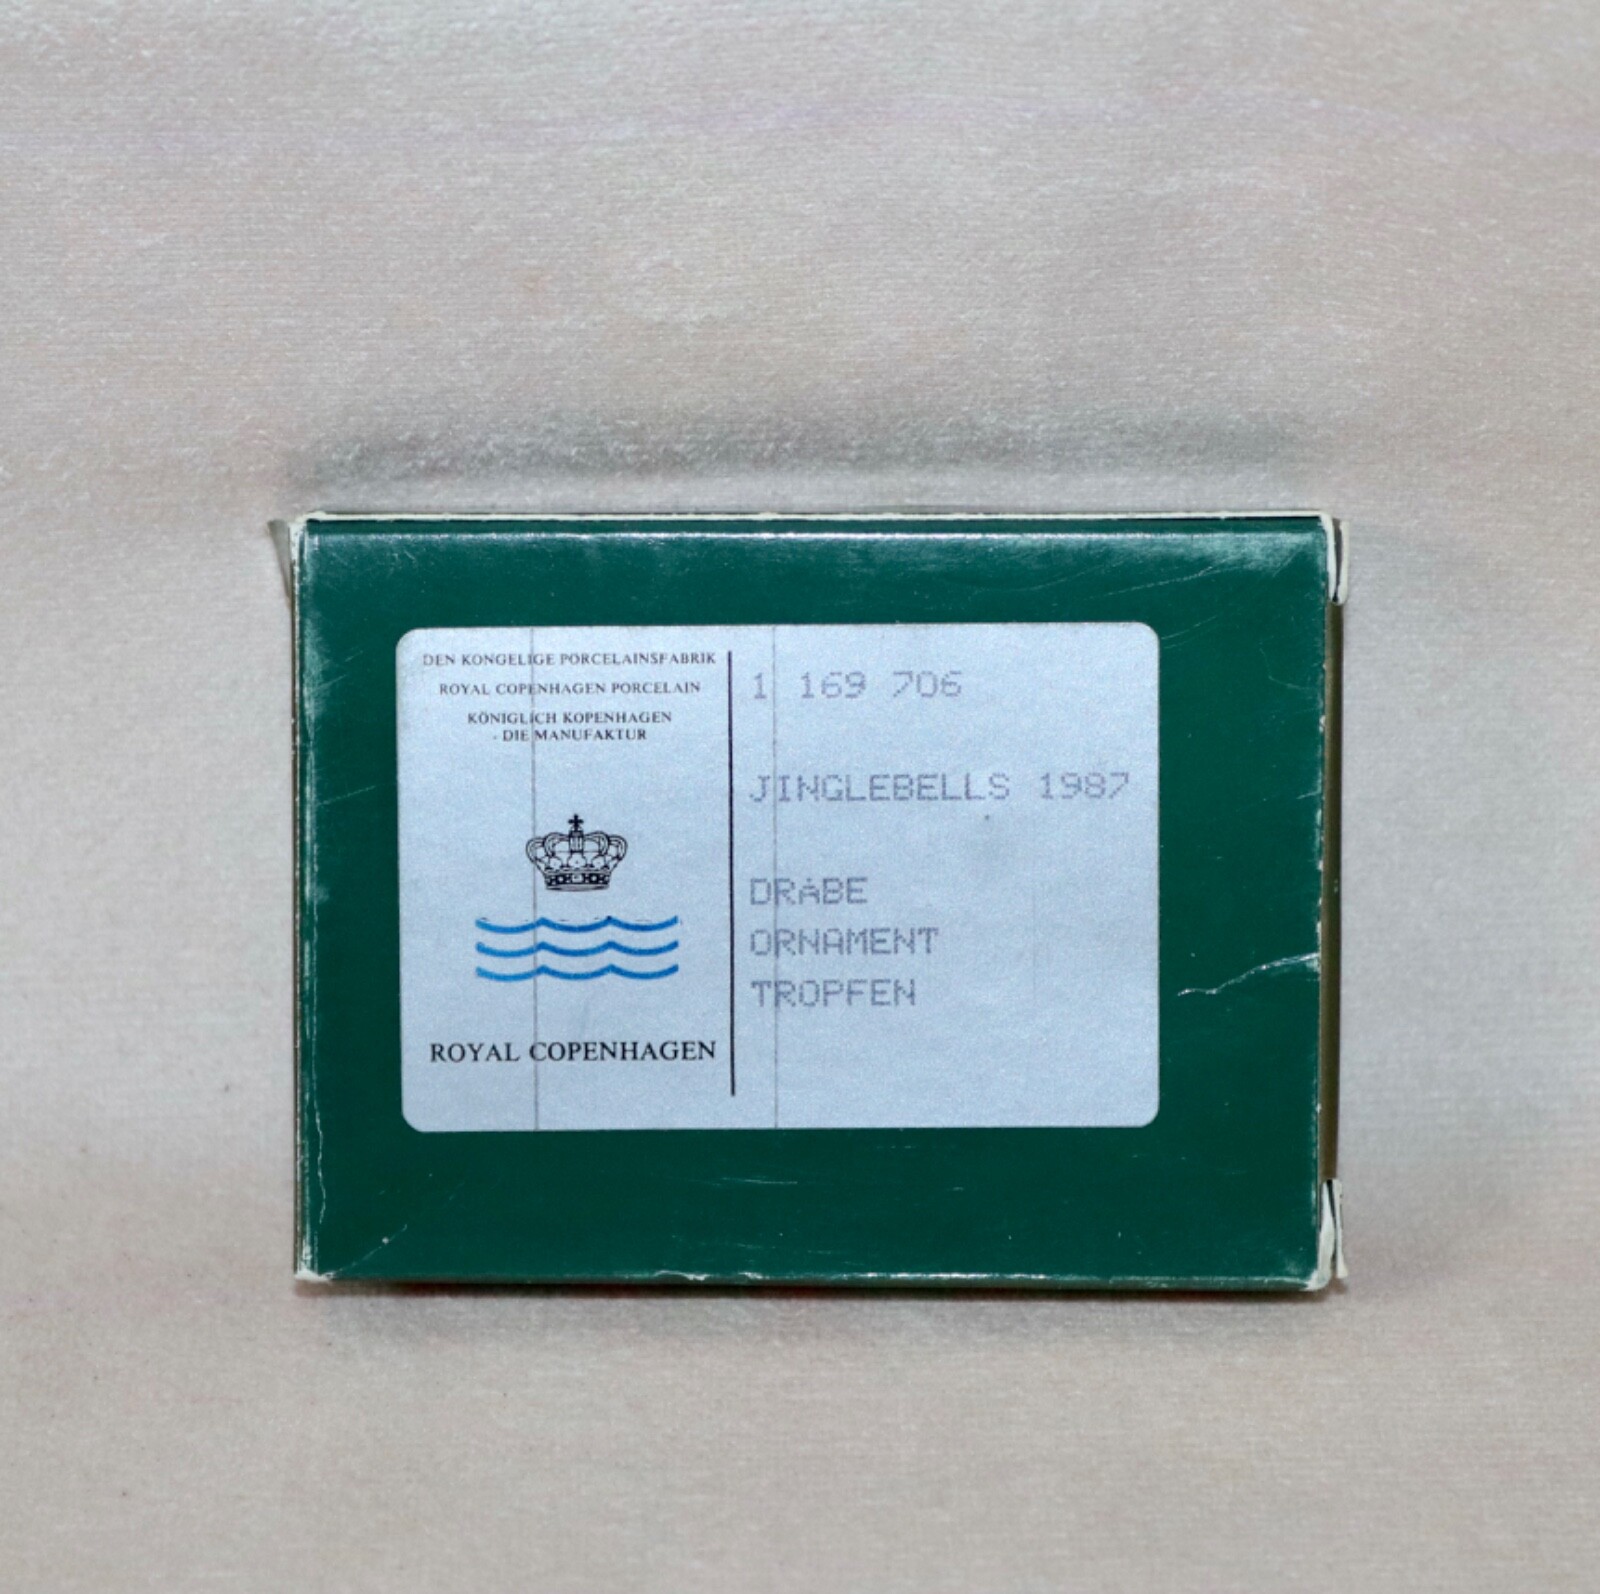 DEN KONGELIGE PORCELAINSFABRIK
ROYAL COPENHAGEN PORCELAIN
KÖNIGLICH KOPENHAGEN
- DIE MANUFAKTUR
ROYAL COPENHAGEN
1 169 706
JINGLEBELLS 1987
DRÅBE
ORNAMENT
TROPFEN